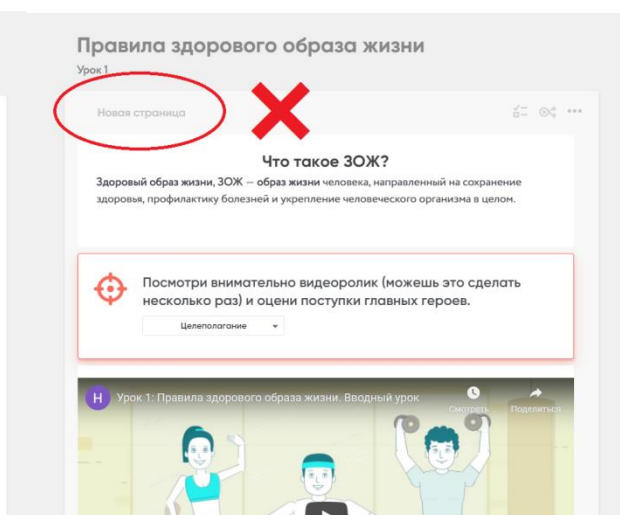 Правила здорового образа жизни
Урок 1
Новая страница
Что такое ЗОЖ?
Здоровый образ жизни, ЗОЖ — образ жизни человека, направленный на сохранение
здоровья, профилактику болезней и укрепление человеческого организма в целом.
Посмотри внимательно видеоролик (можешь это сделать
несколько раз) и оцени поступки главных героев.
Целеполагание
Н Урок 1: Правила здорового образа жизни. Вводный урок
Смотреть Поделиться